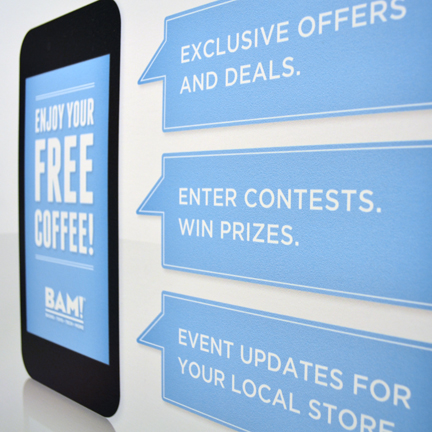 ENJOY YOUR
FREE
COFFEE!
BAM!
EXCLUSIVE OFFERS
AND DEALS.
ENTER CONTESTS.
WIN PRIZES.
EVENT UPDATES FOR
YOUR LOCAL STORE